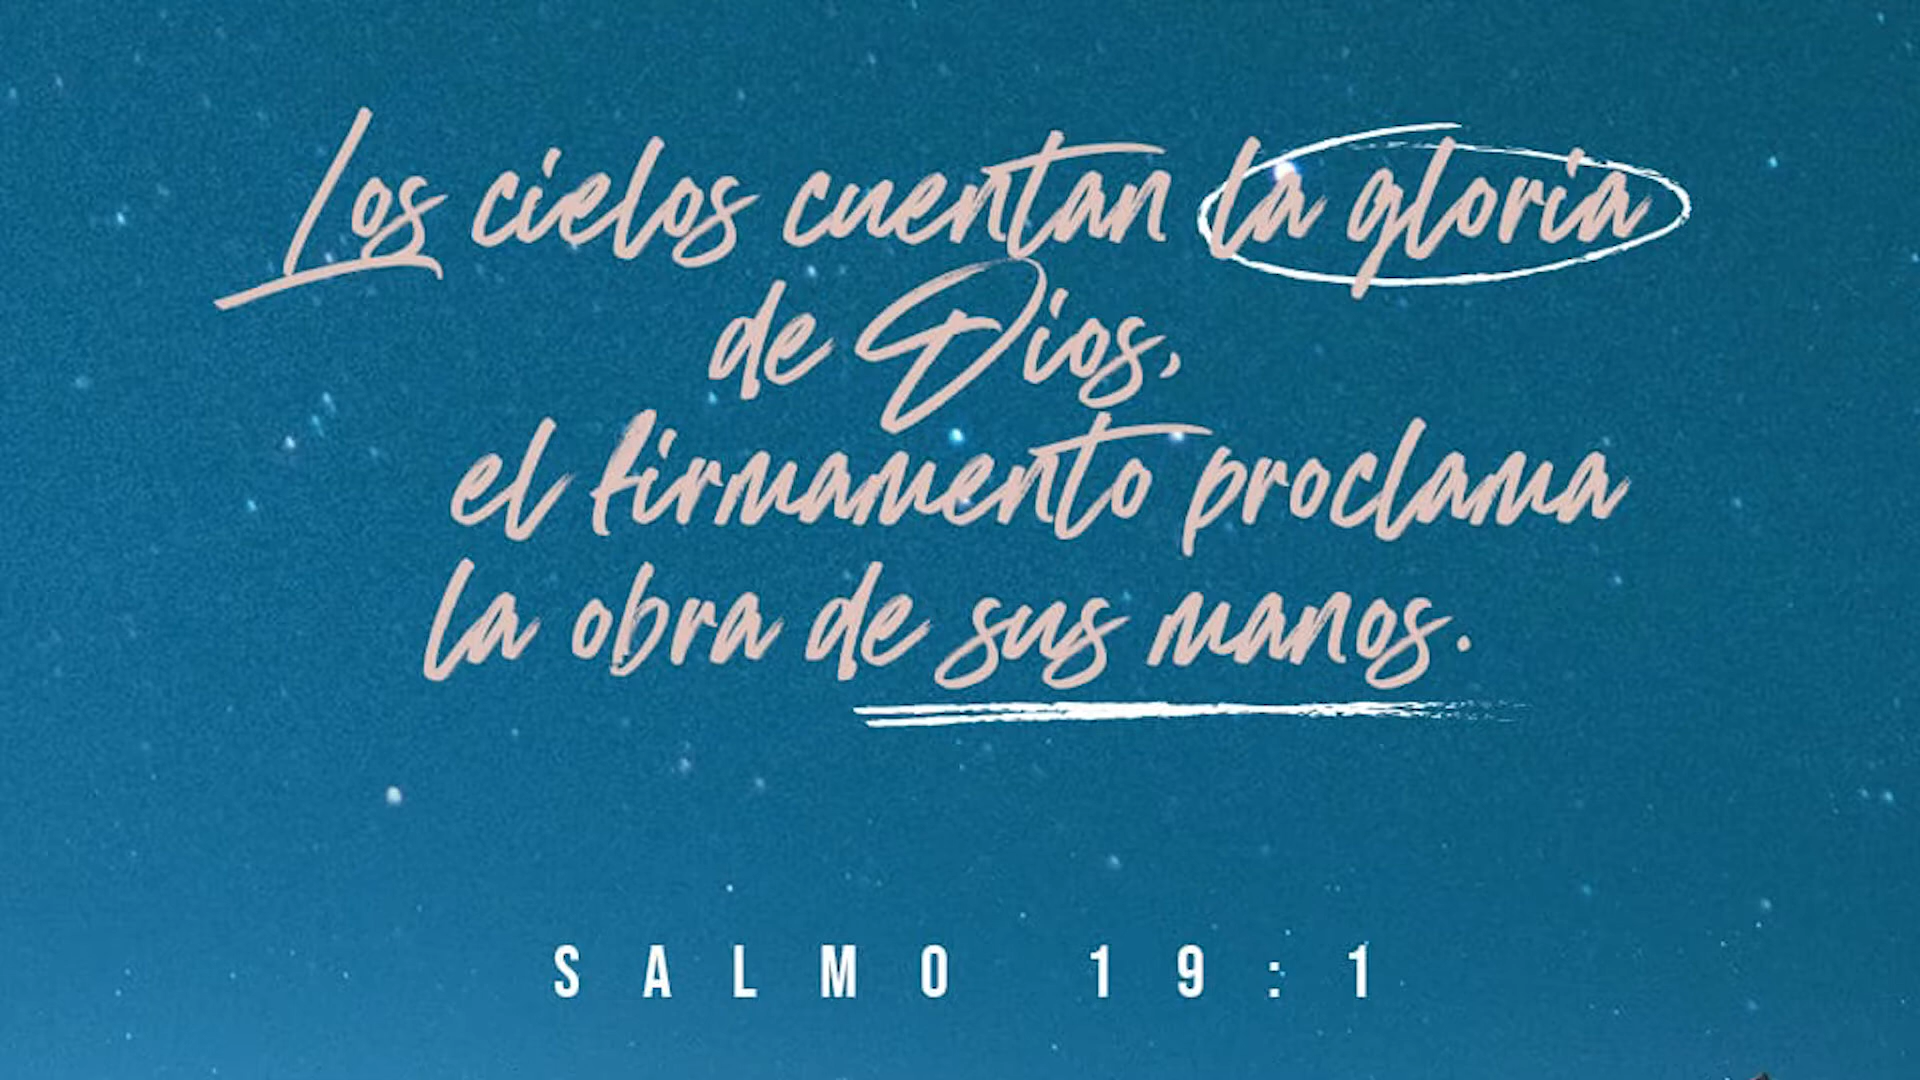 Los cielos cuentan la gloria
de Dios,
el firmamento proclama
la obra de sus manos.
SALMO 19:1